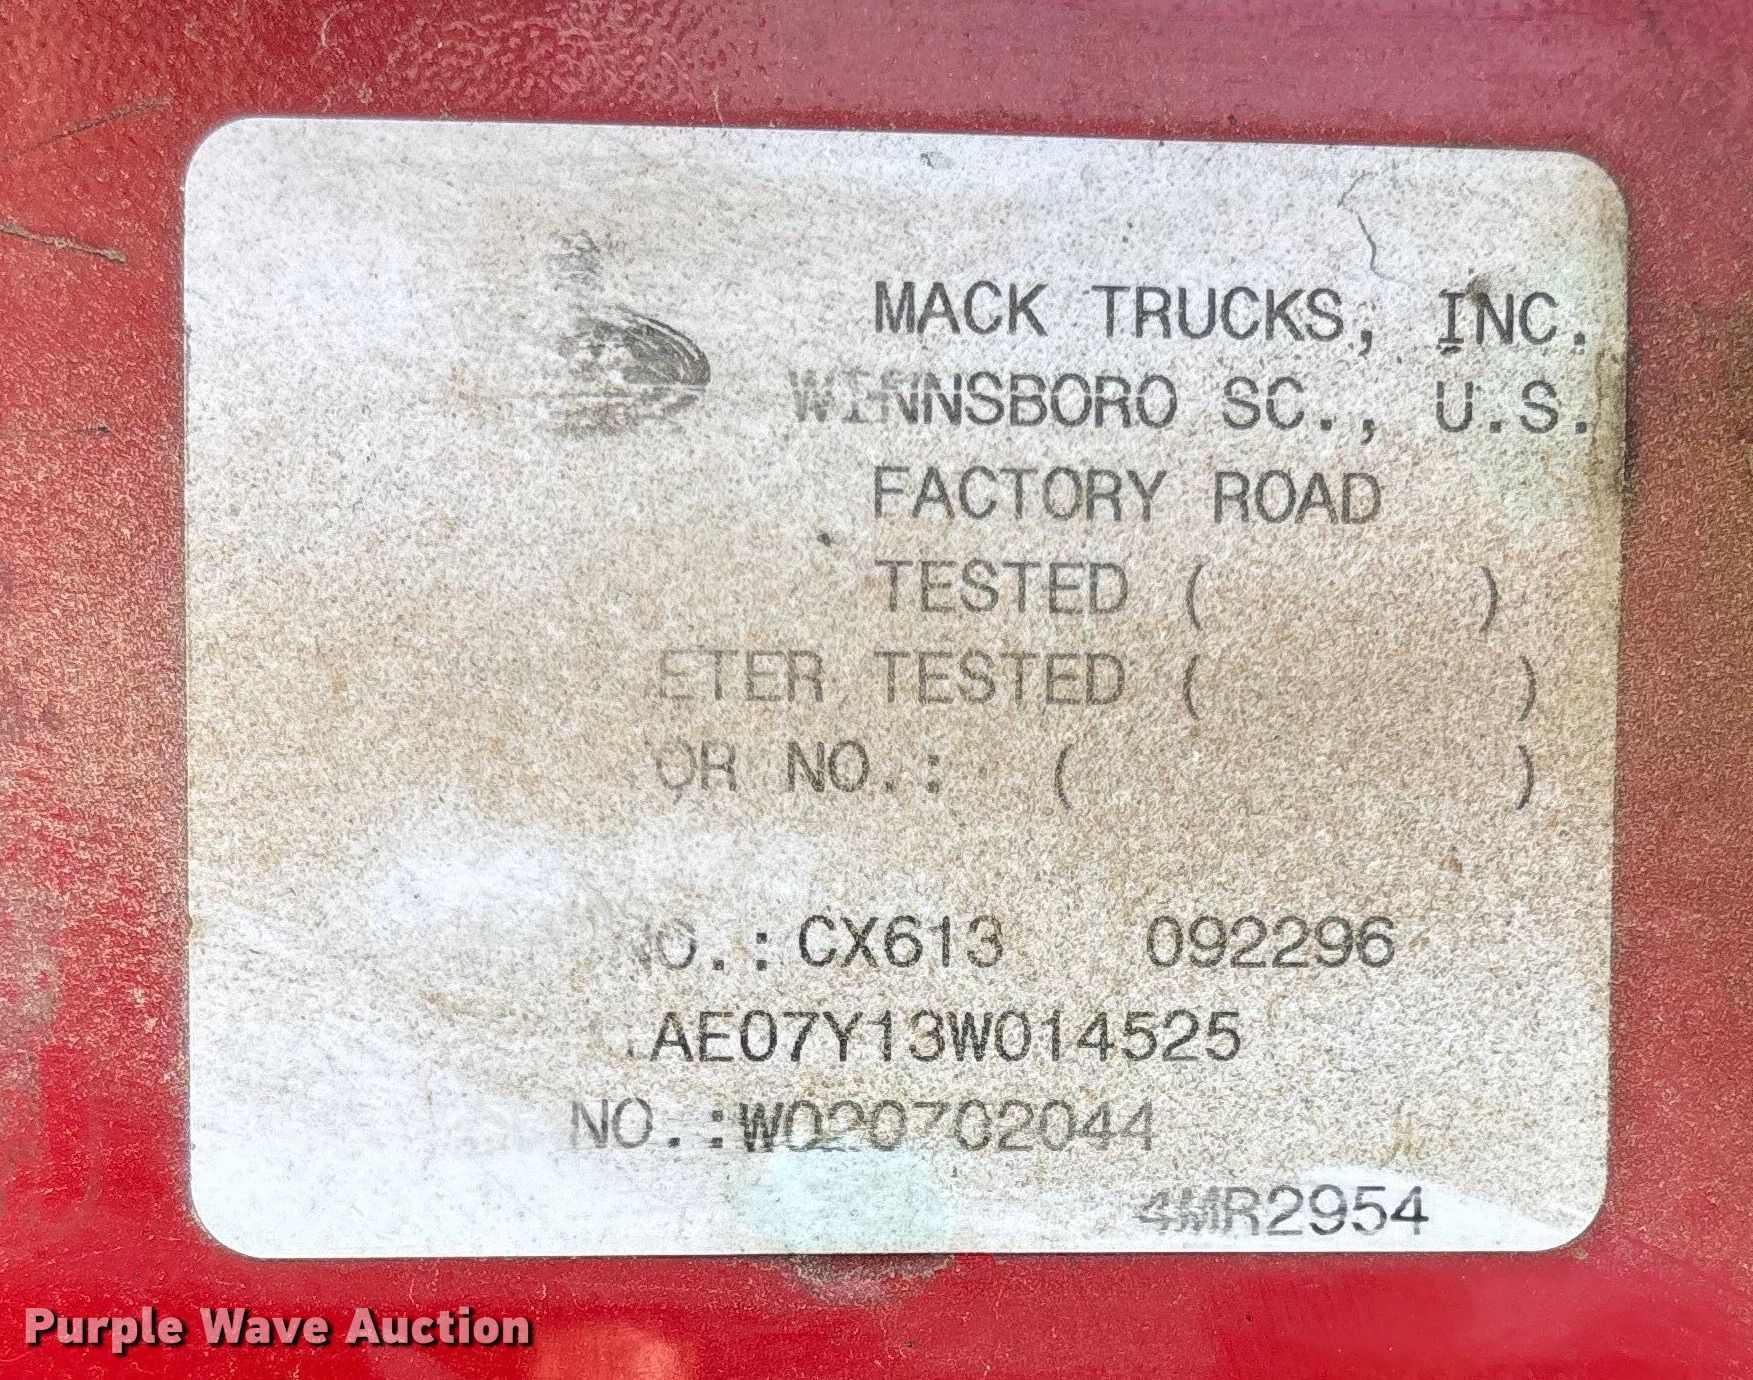 MACK TRUCKS, INC.
WINNSBORO SC., U.S.
FACTORY ROAD
TESTED ( )
ETER TESTED ( )
OR NO.: ( )
NO.:CX613 092296
AE07Y13W014525
NO.:W020702044
4MR2954
Purple Wave Auction